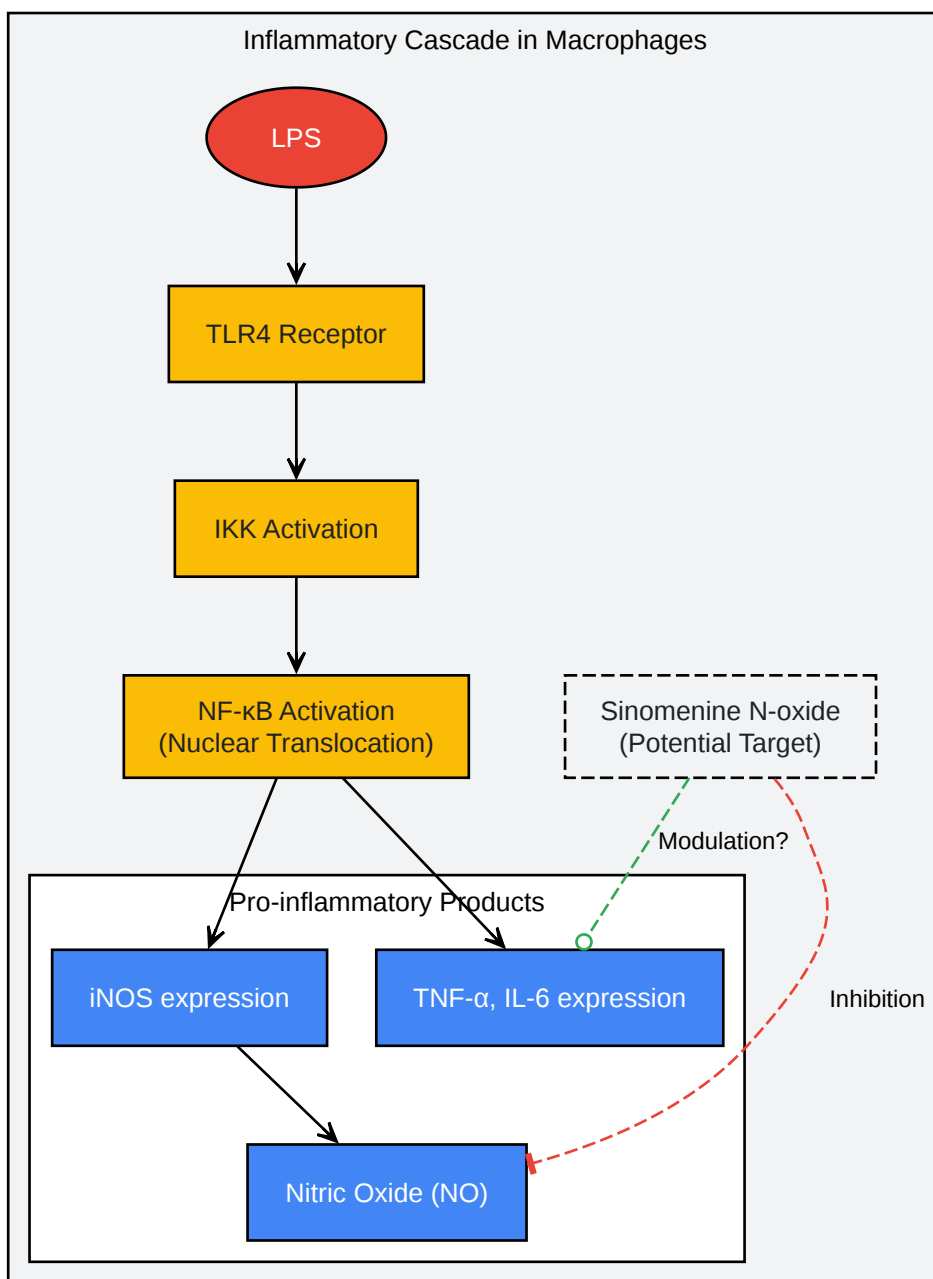 Inflammatory Cascade in Macrophages
LPS
TLR4 Receptor
IKK Activation
NF-κB Activation
(Nuclear Translocation)
Sinomenine N-oxide
(Potential Target)
Modulation?
Pro-inflammatory Products
iNOS expression
TNF-α, IL-6 expression
Inhibition
Nitric Oxide (NO)